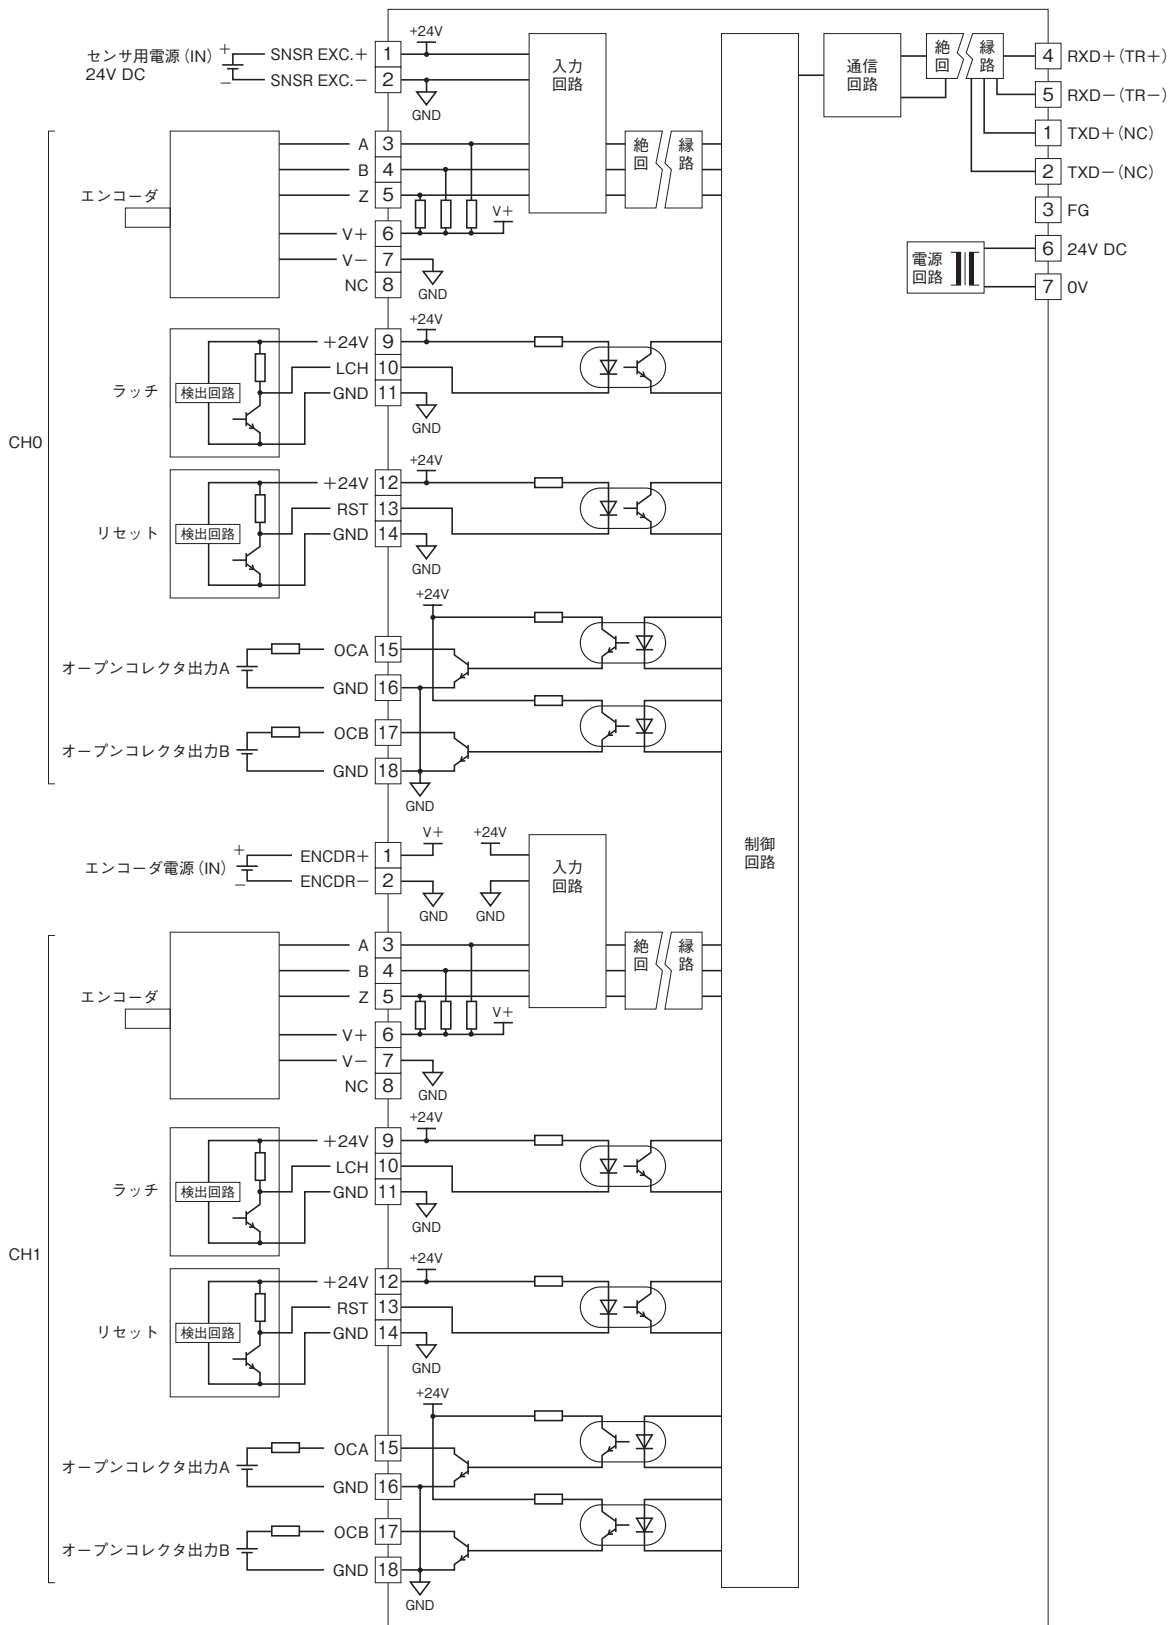 センサ用電源 (IN)
24V DC
+
−
SNSR EXC.+ 1
SNSR EXC.− 2
+24V
GND
入力
回路
絶
回
縁
路
CH0
エンコーダ
A 3
B 4
Z 5
V+ 6
V− 7
NC 8
V+
GND
ラッチ
検出回路
+24V 9
LCH 10
GND 11
+24V
GND
リセット
検出回路
+24V 12
RST 13
GND 14
+24V
GND
+24V
オープンコレクタ出力A
OCA 15
GND 16
オープンコレクタ出力B
OCB 17
GND 18
GND
エンコーダ電源 (IN)
+
−
ENCDR+ 1
ENCDR− 2
V+
GND
+24V
GND
入力
回路
絶
回
縁
路
CH1
エンコーダ
A 3
B 4
Z 5
V+ 6
V− 7
NC 8
V+
GND
ラッチ
検出回路
+24V 9
LCH 10
GND 11
+24V
GND
リセット
検出回路
+24V 12
RST 13
GND 14
+24V
GND
+24V
オープンコレクタ出力A
OCA 15
GND 16
オープンコレクタ出力B
OCB 17
GND 18
GND
制御
回路
通信
回路
絶
回
縁
路
4 RXD+(TR+)
5 RXD−(TR−)
1 TXD+(NC)
2 TXD−(NC)
3 FG
6 24V DC
7 0V
電源
回路